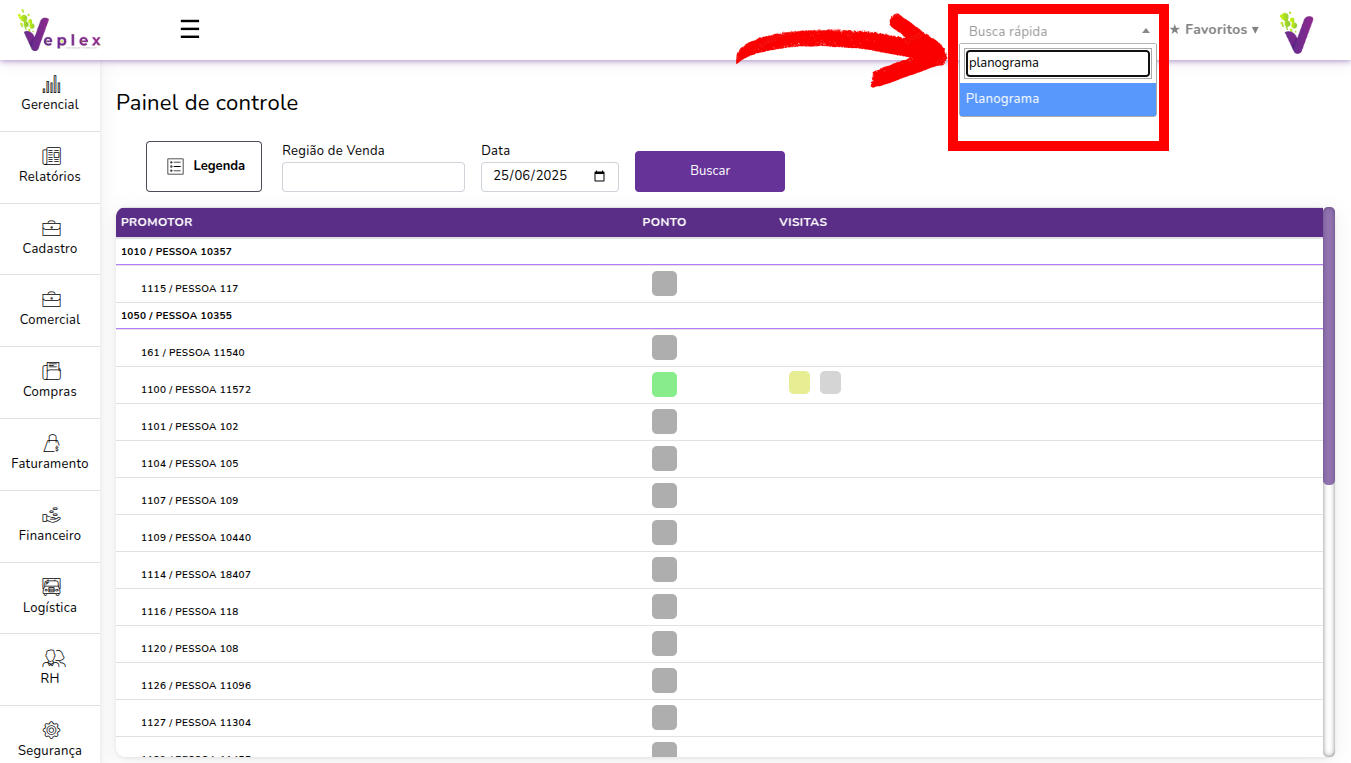 Veplex
☰
Busca rápida
★ Favoritos ▾
planograma
Planograma
Gerencial
Relatórios
Cadastro
Comercial
Compras
Faturamento
Financeiro
Logística
RH
Segurança
Painel de controle
Legenda
Região de Venda
Data
25/06/2025
Buscar
PROMOTOR PONTO VISITAS
1010 / PESSOA 10357
1115 / PESSOA 117
1050 / PESSOA 10355
161 / PESSOA 11540
1100 / PESSOA 11572
1101 / PESSOA 102
1104 / PESSOA 105
1107 / PESSOA 109
1109 / PESSOA 10440
1114 / PESSOA 18407
1116 / PESSOA 118
1120 / PESSOA 108
1126 / PESSOA 11096
1127 / PESSOA 11304